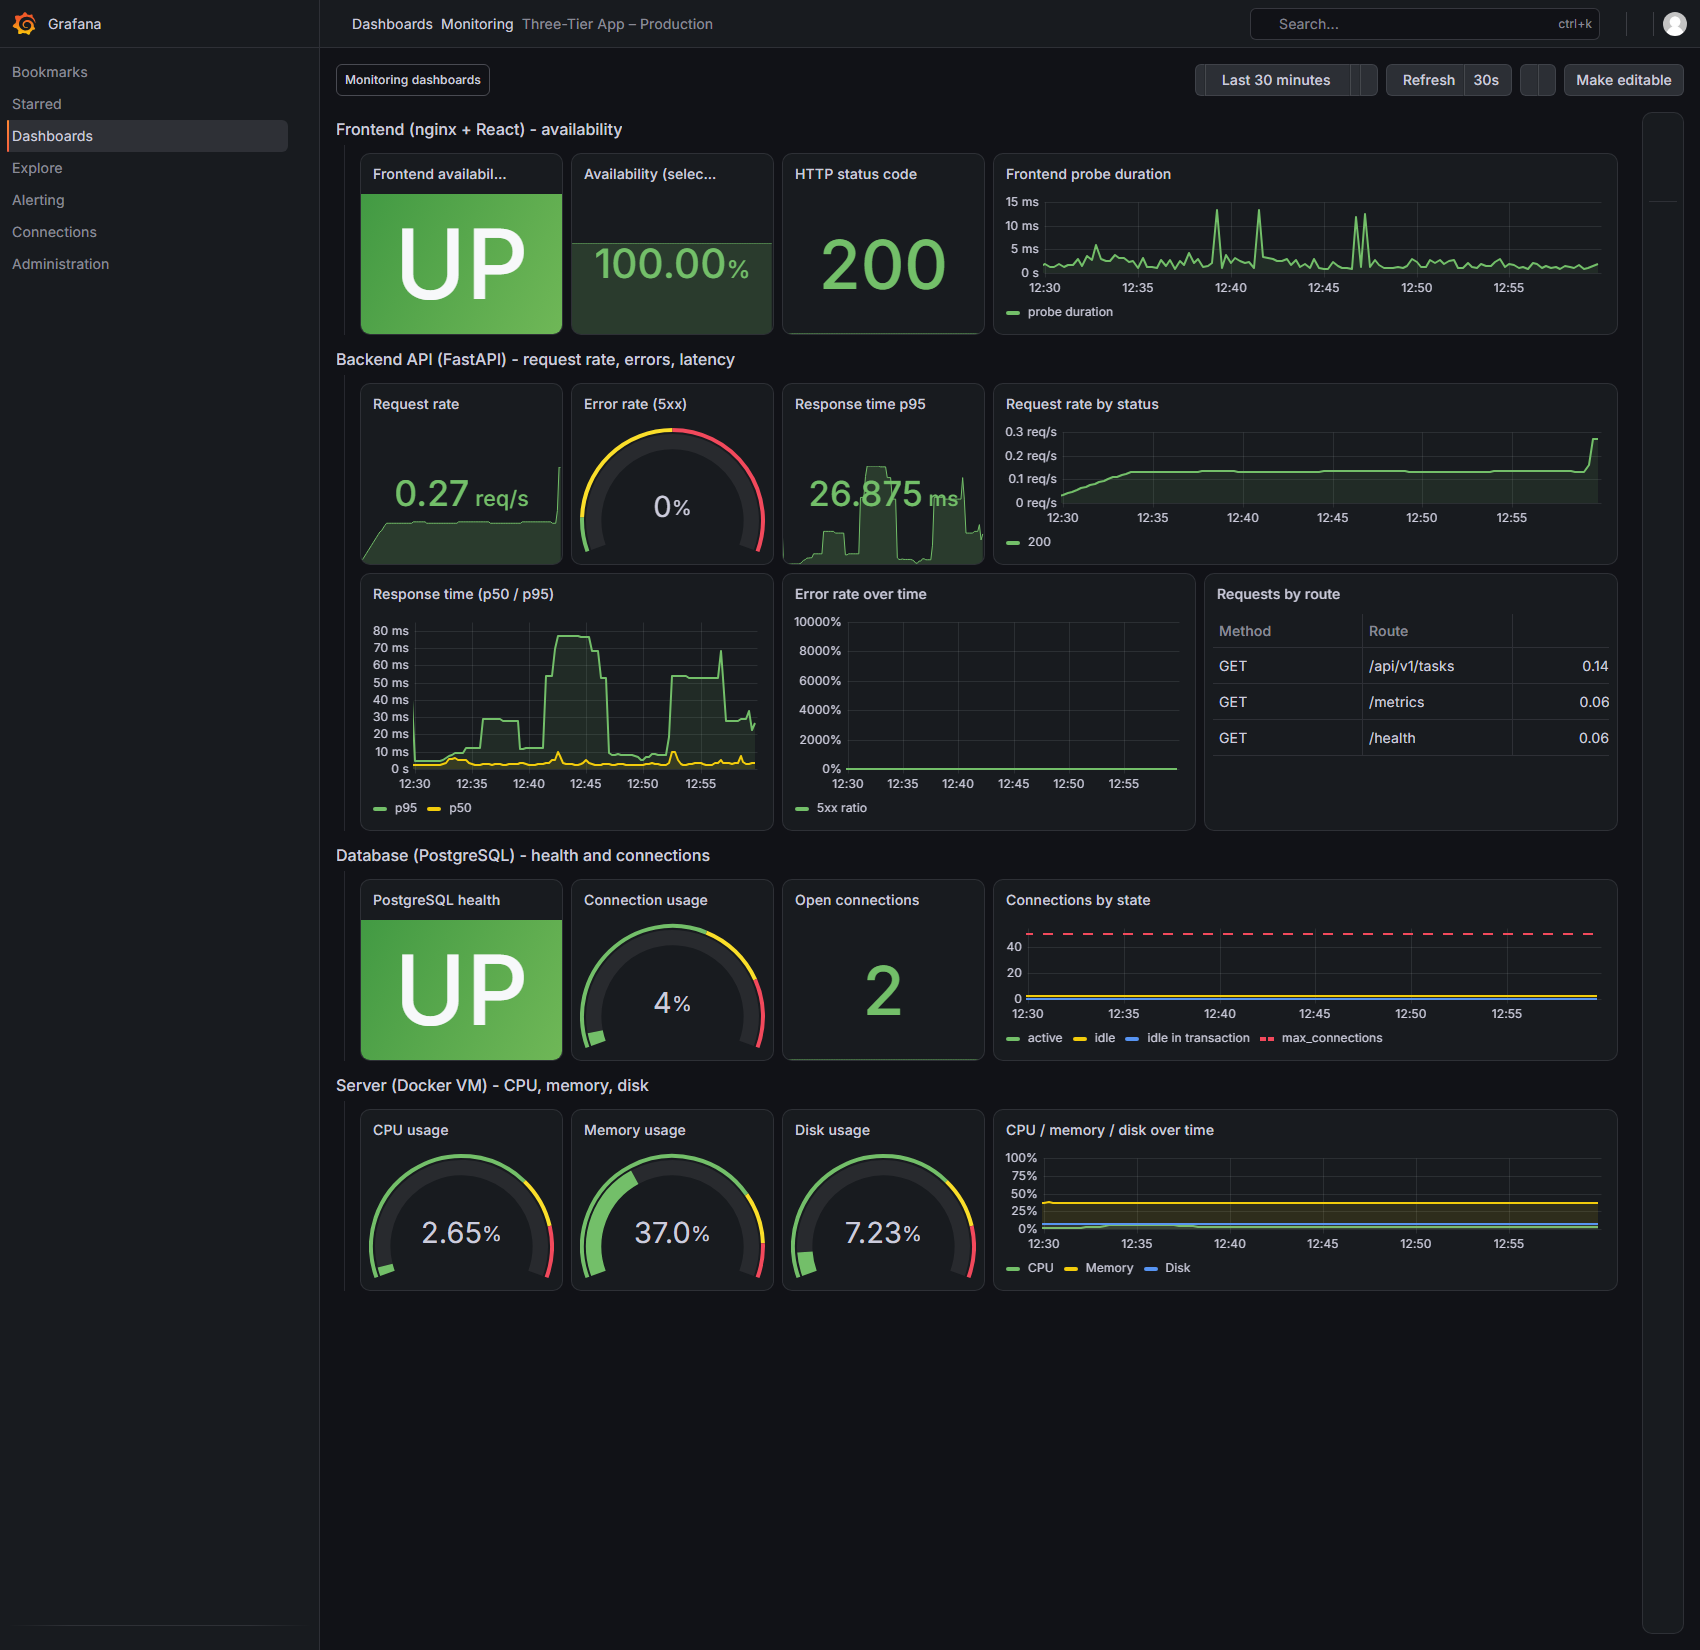 Grafana
Dashboards Monitoring Three-Tier App – Production
Search...
ctrl+k
Bookmarks
Starred
Dashboards
Explore
Alerting
Connections
Administration
Monitoring dashboards
Last 30 minutes
Refresh
30s
Make editable
Frontend (nginx + React) - availability
Frontend availabil...
UP
Availability (selec...
100.00%
HTTP status code
200
Frontend probe duration
15 ms
10 ms
5 ms
0 s
12:30 12:35 12:40 12:45 12:50 12:55
probe duration
Backend API (FastAPI) - request rate, errors, latency
Request rate
0.27 req/s
Error rate (5xx)
0%
Response time p95
26.875 ms
Request rate by status
0.3 req/s
0.2 req/s
0.1 req/s
0 req/s
12:30 12:35 12:40 12:45 12:50 12:55
200
Response time (p50 / p95)
80 ms
70 ms
60 ms
50 ms
40 ms
30 ms
20 ms
10 ms
0 s
12:30 12:35 12:40 12:45 12:50 12:55
p95 p50
Error rate over time
10000%
8000%
6000%
4000%
2000%
0%
12:30 12:35 12:40 12:45 12:50 12:55
5xx ratio
Requests by route
Method Route
GET /api/v1/tasks 0.14
GET /metrics 0.06
GET /health 0.06
Database (PostgreSQL) - health and connections
PostgreSQL health
UP
Connection usage
4%
Open connections
2
Connections by state
40
20
0
12:30 12:35 12:40 12:45 12:50 12:55
active idle idle in transaction max_connections
Server (Docker VM) - CPU, memory, disk
CPU usage
2.65%
Memory usage
37.0%
Disk usage
7.23%
CPU / memory / disk over time
100%
75%
50%
25%
0%
12:30 12:35 12:40 12:45 12:50 12:55
CPU Memory Disk